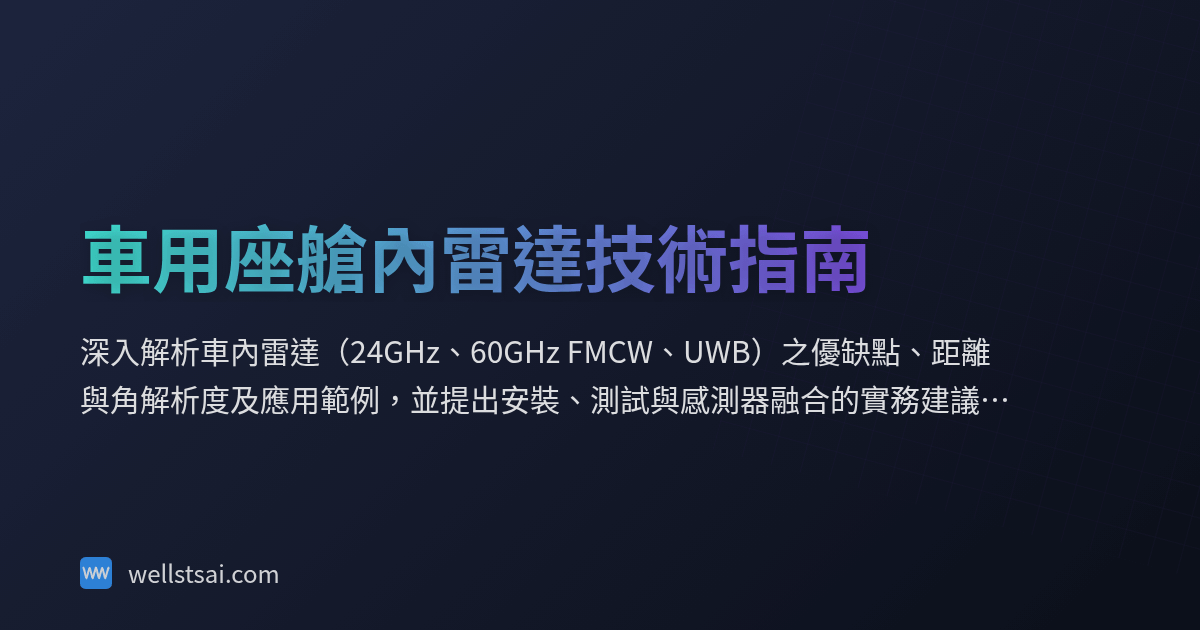 車用座艙內雷達技術指南
深入解析車內雷達（24GHz、60GHz FMCW、UWB）之優缺點、距離
與角解析度及應用範例，並提出安裝、測試與感測器融合的實務建議…
wellstsai.com